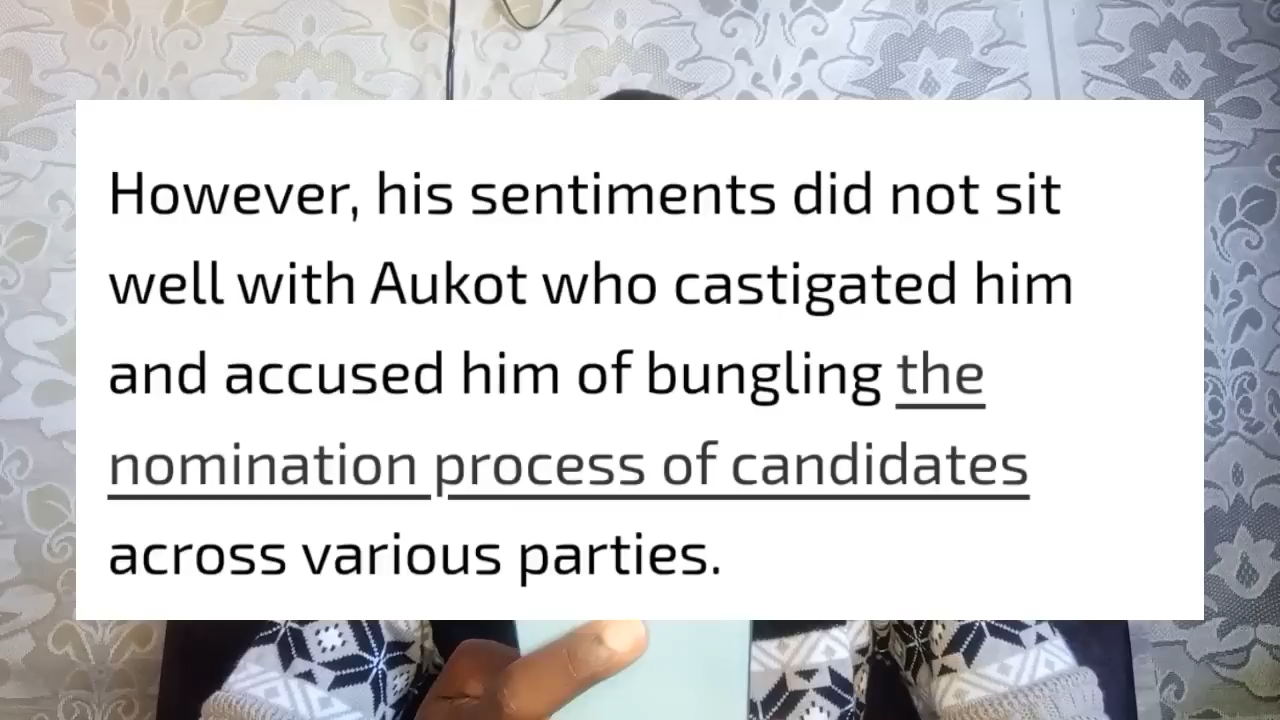 However, his sentiments did not sit
well with Aukot who castigated him
and accused him of bungling the
nomination process of candidates
across various parties.